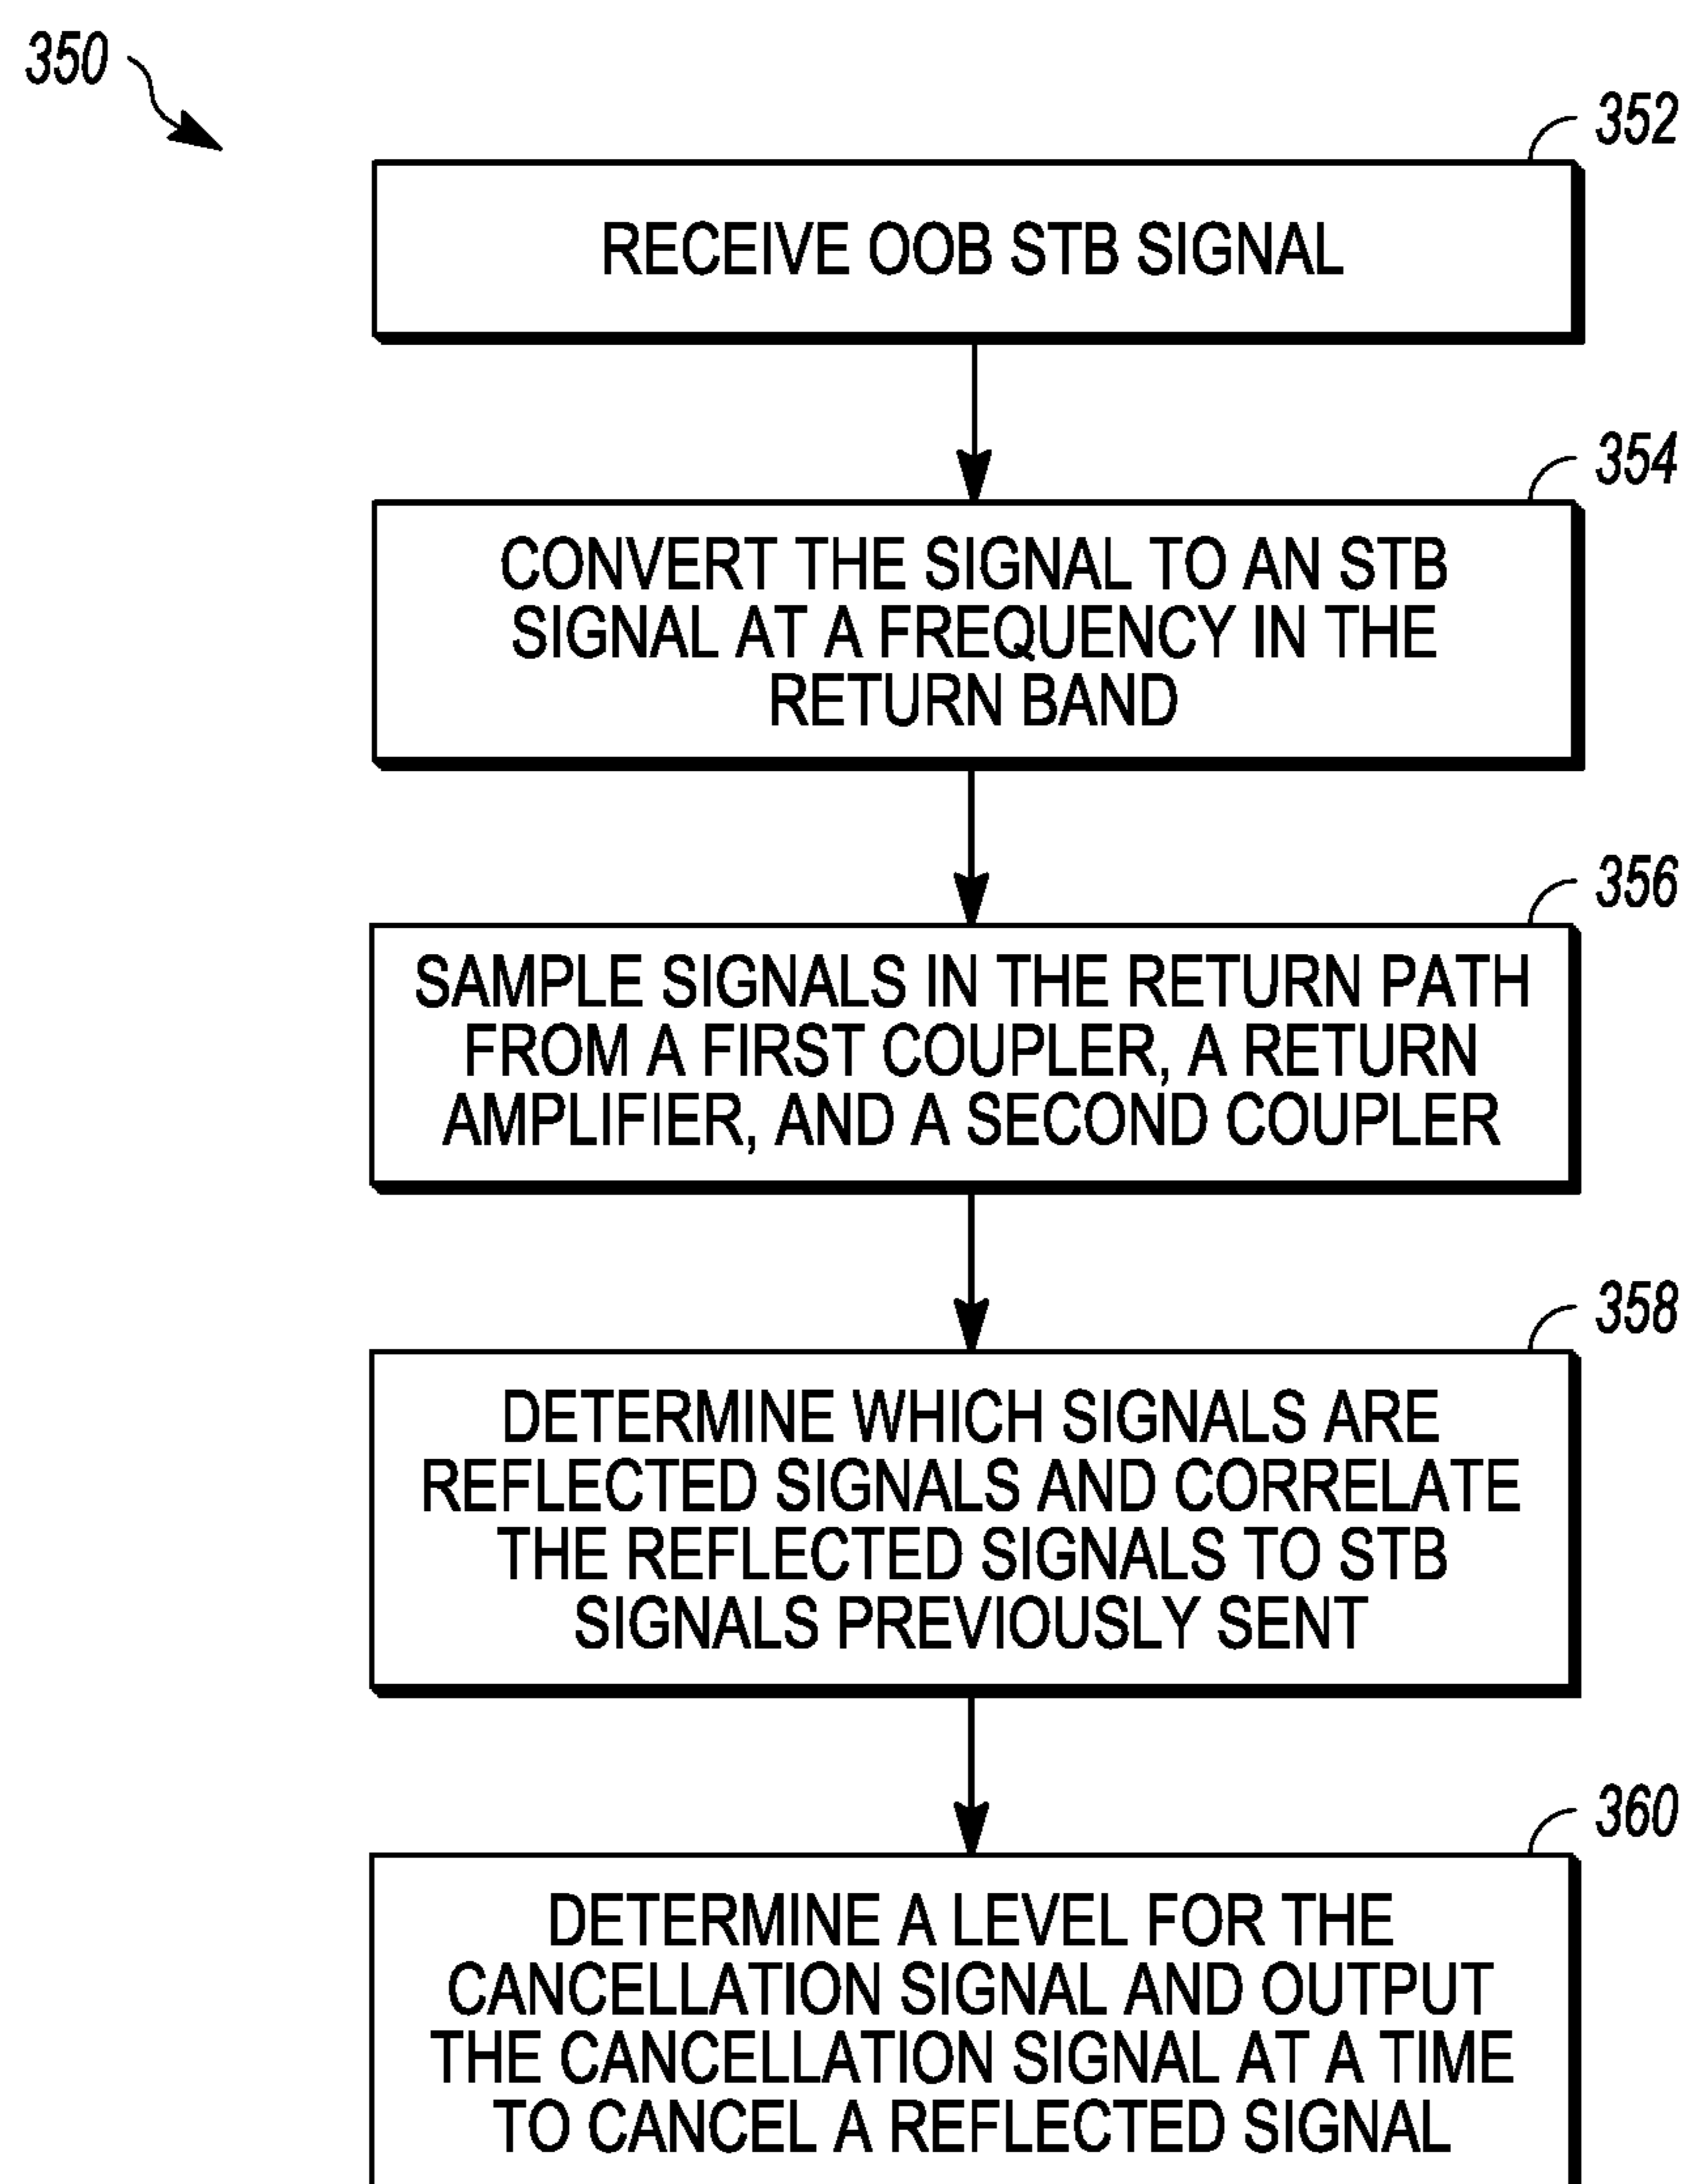 350
352
RECEIVE OOB STB SIGNAL
354
CONVERT THE SIGNAL TO AN STB
SIGNAL AT A FREQUENCY IN THE
RETURN BAND
356
SAMPLE SIGNALS IN THE RETURN PATH
FROM A FIRST COUPLER, A RETURN
AMPLIFIER, AND A SECOND COUPLER
358
DETERMINE WHICH SIGNALS ARE
REFLECTED SIGNALS AND CORRELATE
THE REFLECTED SIGNALS TO STB
SIGNALS PREVIOUSLY SENT
360
DETERMINE A LEVEL FOR THE
CANCELLATION SIGNAL AND OUTPUT
THE CANCELLATION SIGNAL AT A TIME
TO CANCEL A REFLECTED SIGNAL